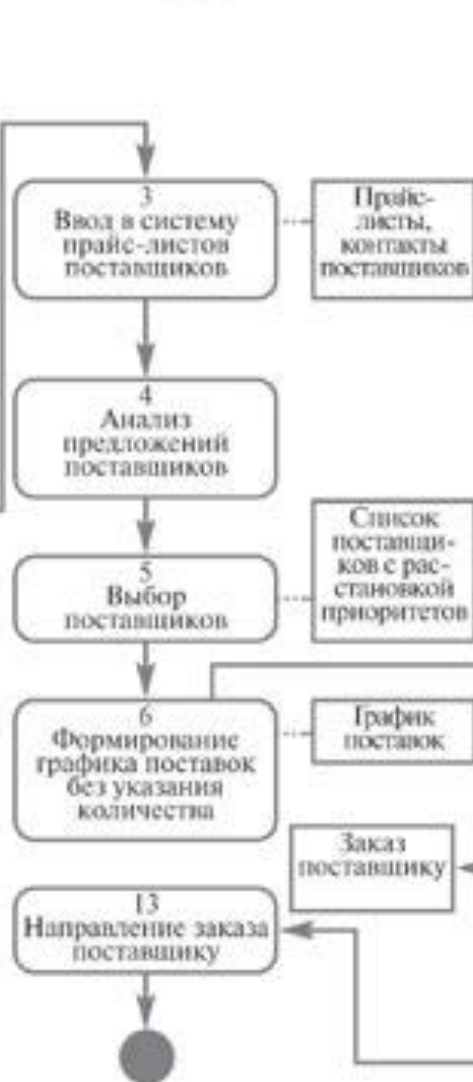 3
Ввод в систему
прайс-листов
поставщиков
Прайс-
листы,
контакты
поставщиков
4
Анализ
предложений
поставщиков
5
Выбор
поставщиков
Список
поставщи-
ков с рас-
становкой
приоритетов
6
Формирование
графика поставок
без указания
количества
График
поставок
Заказ
поставщику
13
Направление заказа
поставщику